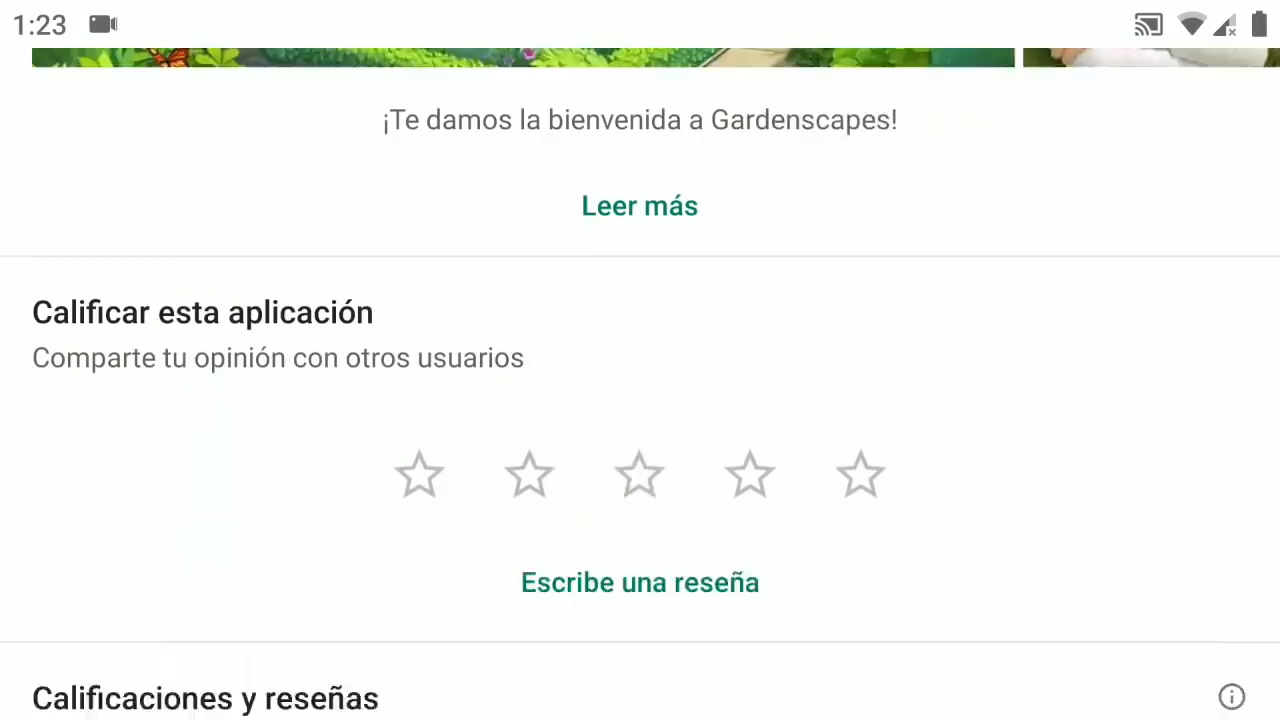 1:23
¡Te damos la bienvenida a Gardenscapes!
Leer más
Calificar esta aplicación
Comparte tu opinión con otros usuarios
Escribe una reseña
Calificaciones y reseñas